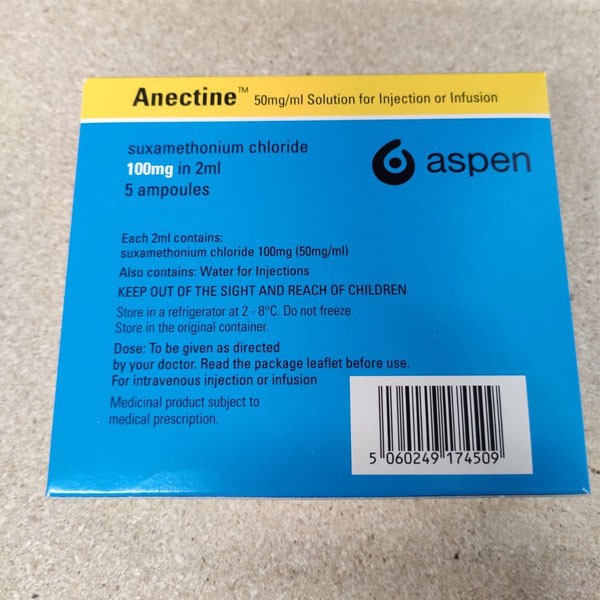 Anectine™ 50mg/ml Solution for Injection or Infusion
suxamethonium chloride
100mg in 2ml
5 ampoules
aspen
Each 2ml contains:
suxamethonium chloride 100mg (50mg/ml)
Also contains: Water for Injections
KEEP OUT OF THE SIGHT AND REACH OF CHILDREN
Store in a refrigerator at 2 - 8°C. Do not freeze.
Store in the original container.
Dose: To be given as directed
by your doctor. Read the package leaflet before use.
For intravenous injection or infusion
Medicinal product subject to
medical prescription.
5 060249 174509